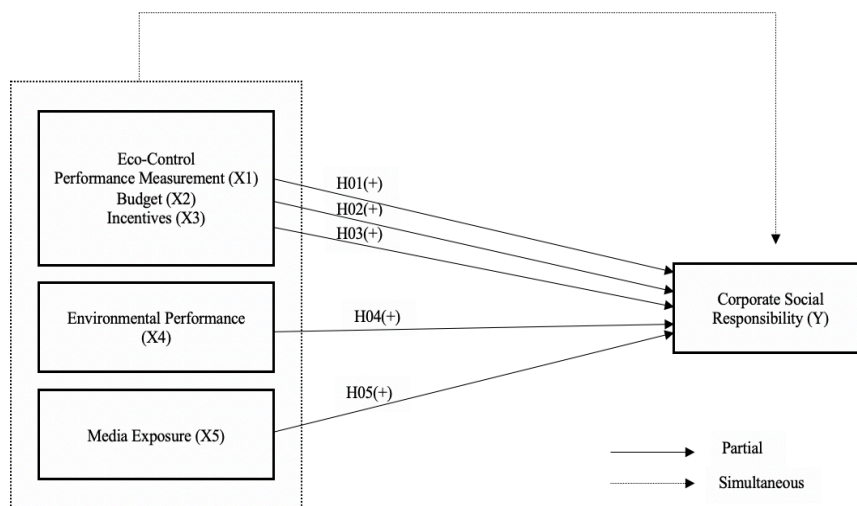 Eco-Control
Performance Measurement (X1)
Budget (X2)
Incentives (X3)
Environmental Performance
(X4)
Media Exposure (X5)
H01(+)
H02(+)
H03(+)
H04(+)
H05(+)
Corporate Social
Responsibility (Y)
Partial
Simultaneous